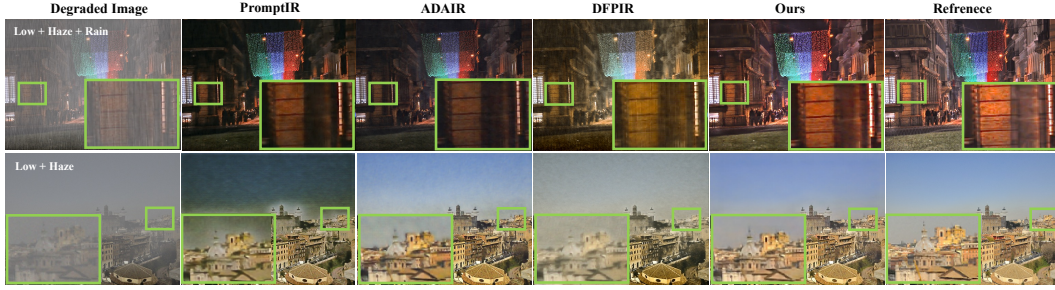 Degraded Image PromptIR ADAIR DFPIR Ours Refrenece
Low + Haze + Rain
Low + Haze